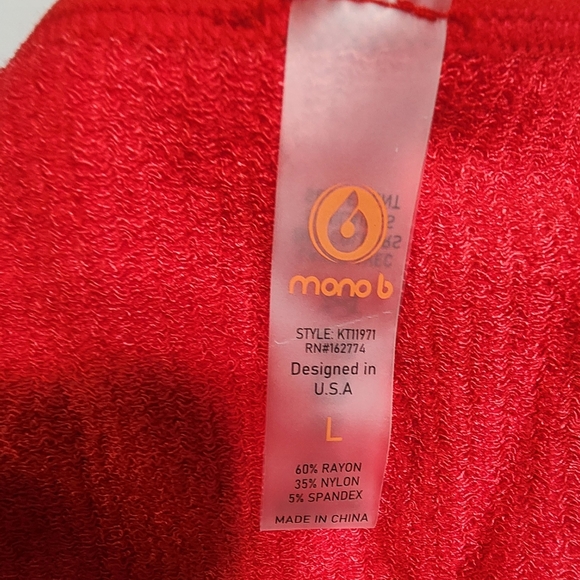 mono b
STYLE: KT11971
RN#162774
Designed in
U.S.A
L
60% RAYON
35% NYLON
5% SPANDEX
MADE IN CHINA